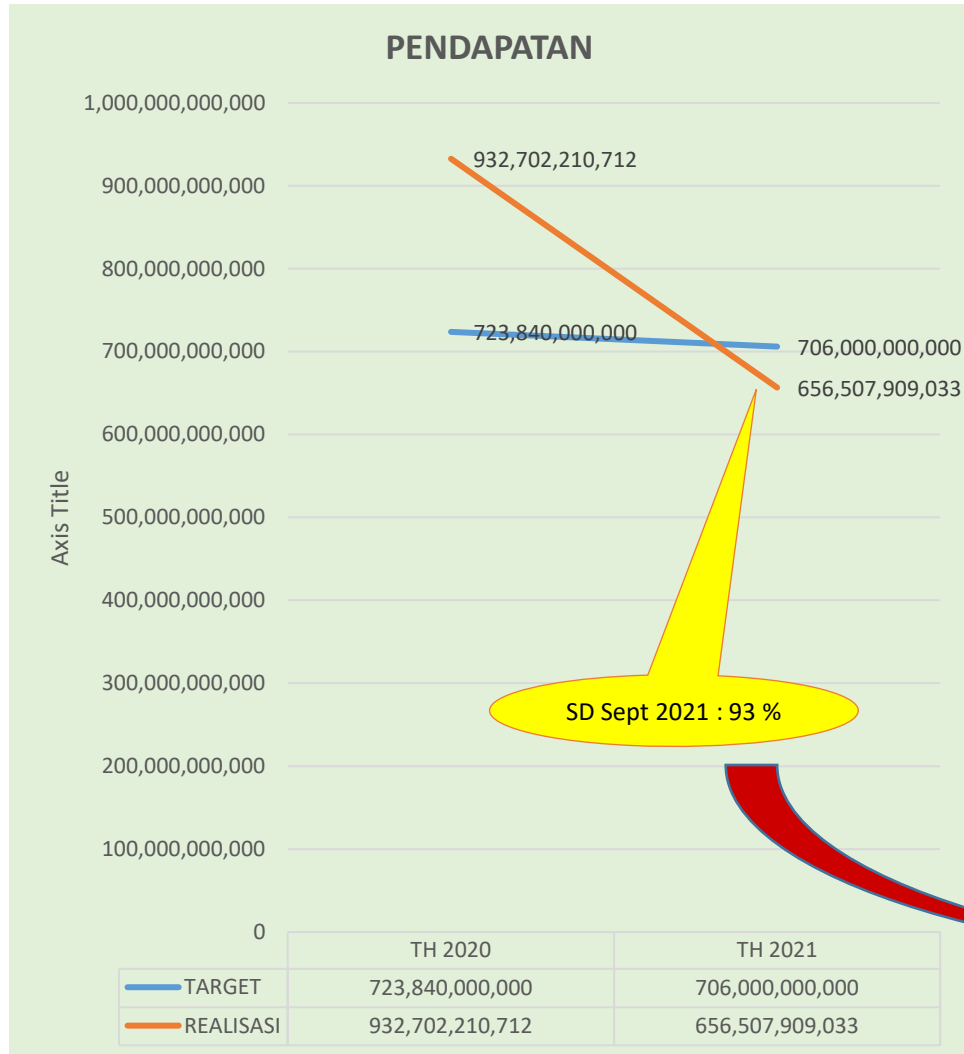 PENDAPATAN
1,000,000,000,000
900,000,000,000
800,000,000,000
700,000,000,000
600,000,000,000
500,000,000,000
400,000,000,000
300,000,000,000
200,000,000,000
100,000,000,000
0
Axis Title
932,702,210,712
723,840,000,000
706,000,000,000
656,507,909,033
SD Sept 2021 : 93 %
TH 2020 TH 2021
TARGET 723,840,000,000 706,000,000,000
REALISASI 932,702,210,712 656,507,909,033